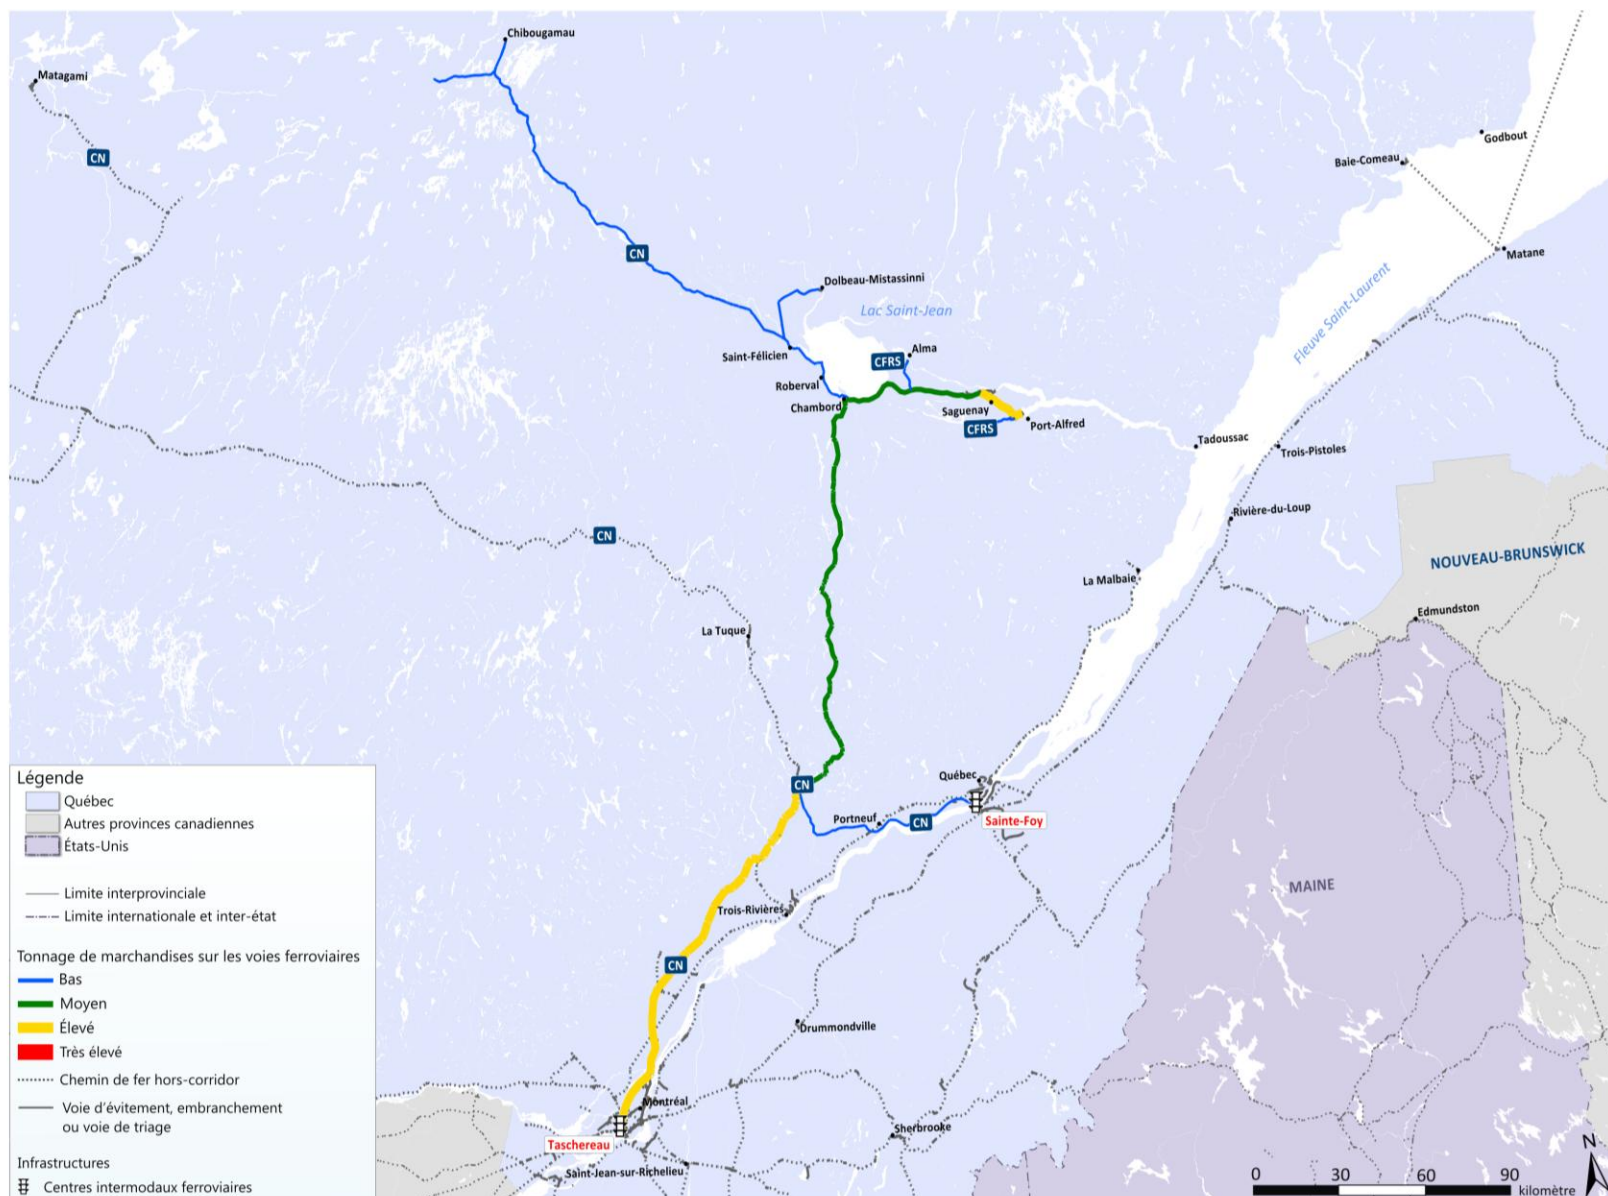 Chibougamau
Matagami
CN
Godbout
Baie-Comeau
CN
Matane
Dolbeau-Mistassinni
Lac Saint-Jean
Fleuve Saint-Laurent
Saint-Félicien
Alma
CFRS
Roberval
Chambord
Saguenay
Port-Alfred
CFRS
Tadoussac
Trois-Pistoles
Rivière-du-Loup
CN
NOUVEAU-BRUNSWICK
La Malbaie
Edmundston
La Tuque
Québec
CN
Portneuf
CN
Sainte-Foy
MAINE
Trois-Rivières
CN
Drummondville
Montréal
Sherbrooke
Taschereau
Saint-Jean-sur-Richelieu
Légende
Québec
Autres provinces canadiennes
États-Unis
Limite interprovinciale
Limite internationale et inter-état
Tonnage de marchandises sur les voies ferroviaires
Bas
Moyen
Élevé
Très élevé
Chemin de fer hors-corridor
Voie d'évitement, embranchement
ou voie de triage
Infrastructures
Centres intermodaux ferroviaires
N
0 30 60 90
kilomètre